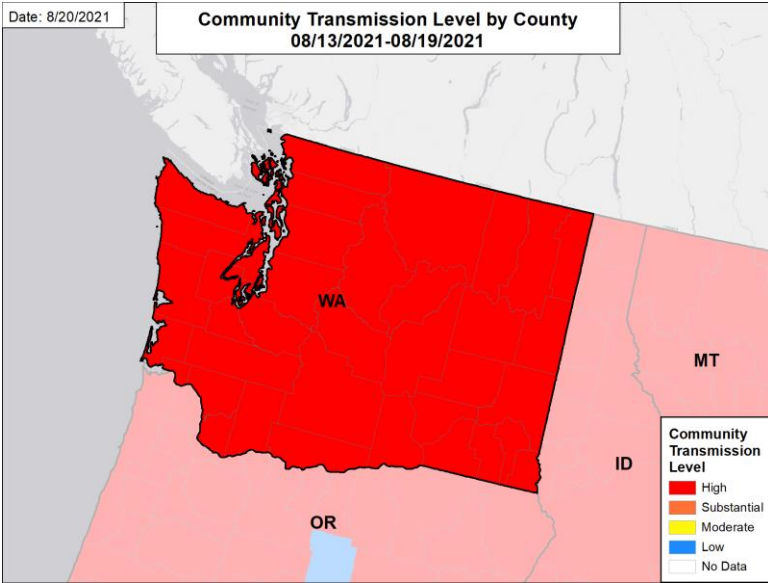 Date: 8/20/2021
Community Transmission Level by County
08/13/2021-08/19/2021
WA
MT
ID
OR
Community
Transmission
Level
High
Substantial
Moderate
Low
No Data